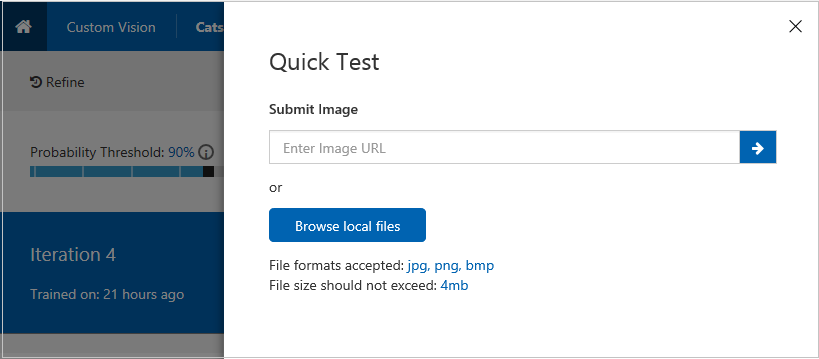 Custom Vision
Cats
Refine
Probability Threshold: 90%
Iteration 4
Trained on: 21 hours ago
Quick Test
Submit Image
Enter Image URL
or
Browse local files
File formats accepted: jpg, png, bmp
File size should not exceed: 4mb